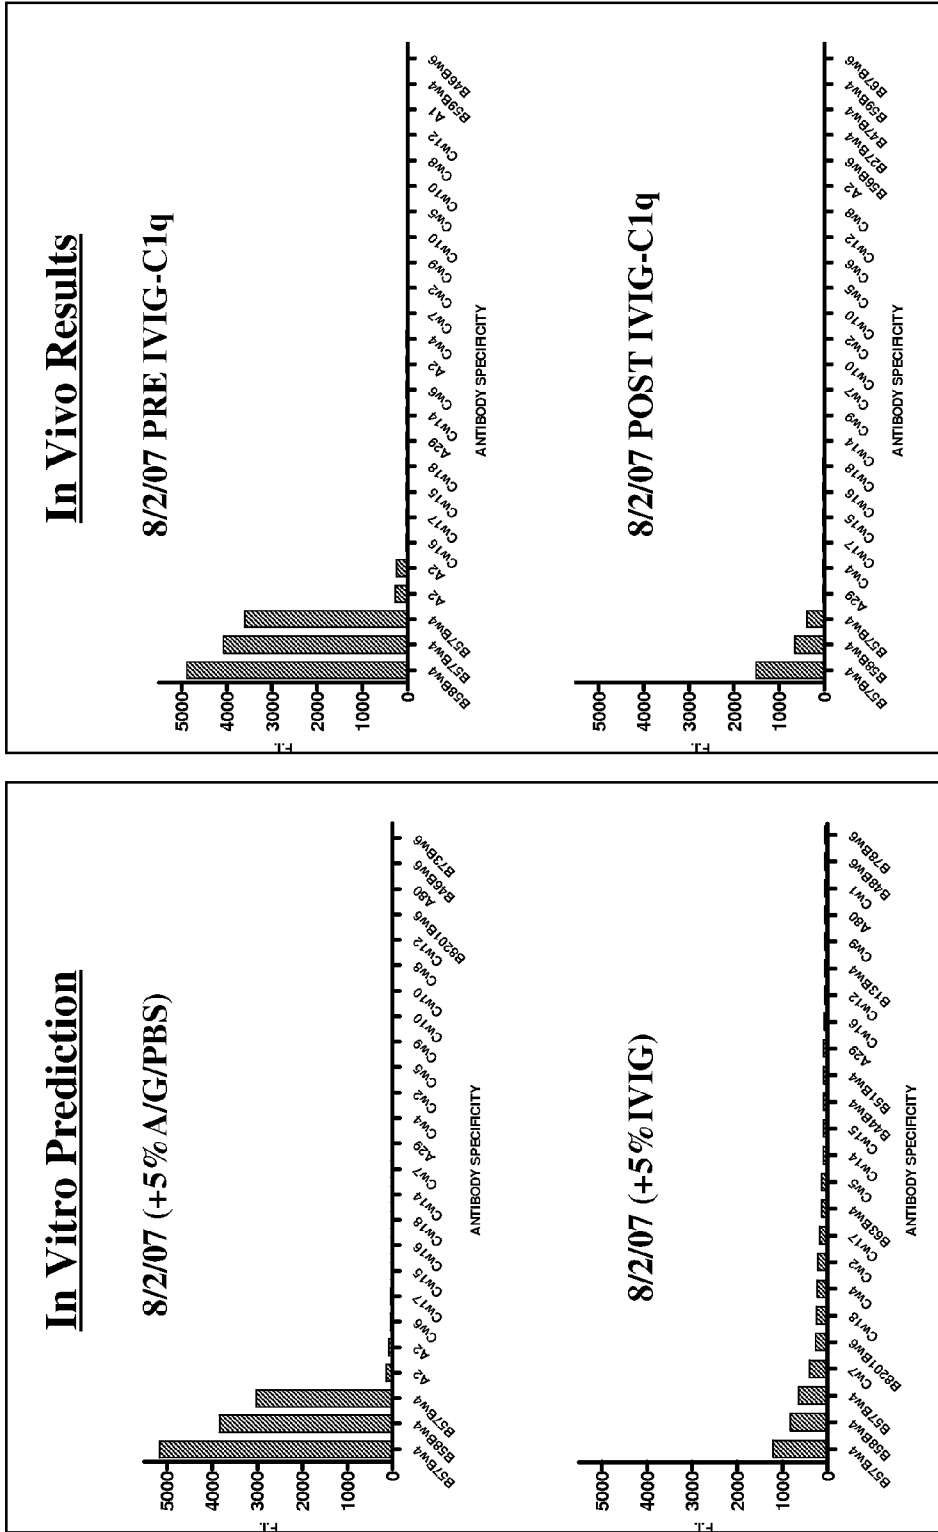 In Vitro Prediction
8/2/07 (+5% A/G/PBS)
5000
4000
3000
2000
1000
0
B57Bw4
B58Bw4
B57Bw4
A2
A2
Cw6
Cw17
Cw15
Cw16
Cw18
Cw14
Cw7
A29
Cw4
Cw2
Cw5
Cw9
Cw10
Cw10
Cw8
Cw12
B8201Bw6
A80
B46Bw6
B73Bw6
ANTIBODY SPECIFICITY
8/2/07 (+5% IVIG)
5000
4000
3000
2000
1000
0
B57Bw4
B58Bw4
B57Bw4
Cw7
B8201Bw6
Cw18
Cw4
Cw2
Cw17
B63Bw4
Cw5
Cw14
Cw15
B44Bw4
B51Bw4
A29
Cw16
Cw12
B13Bw4
Cw9
A80
Cw1
B48Bw6
B78Bw6
ANTIBODY SPECIFICITY
In Vivo Results
8/2/07 PRE IVIG-C1q
5000
4000
3000
2000
1000
0
B58Bw4
B57Bw4
B57Bw4
A2
A2
Cw16
Cw17
Cw15
Cw18
A29
Cw14
Cw6
A2
Cw4
Cw7
Cw2
Cw9
Cw10
Cw5
Cw10
Cw8
Cw12
A1
B59Bw4
B46Bw6
ANTIBODY SPECIFICITY
8/2/07 POST IVIG-C1q
5000
4000
3000
2000
1000
0
B57Bw4
B58Bw4
B57Bw4
A29
Cw4
Cw17
Cw15
Cw16
Cw18
Cw14
Cw9
Cw7
Cw10
Cw2
Cw10
Cw5
Cw6
Cw12
Cw8
A2
B56Bw6
B27Bw4
B47Bw4
B59Bw4
B67Bw6
ANTIBODY SPECIFICITY